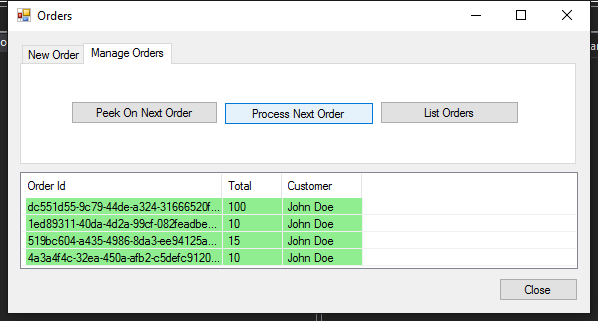 Orders
New Order Manage Orders
Peek On Next Order Process Next Order List Orders
Order Id Total Customer
dc551d55-9c79-44de-a324-31666520f... 100 John Doe
1ed89311-40da-4d2a-99cf-082feadbe... 10 John Doe
519bc604-a435-4986-8da3-ee94125a... 15 John Doe
4a3a4f4c-32ea-450a-afb2-c5defc9120... 10 John Doe
Close